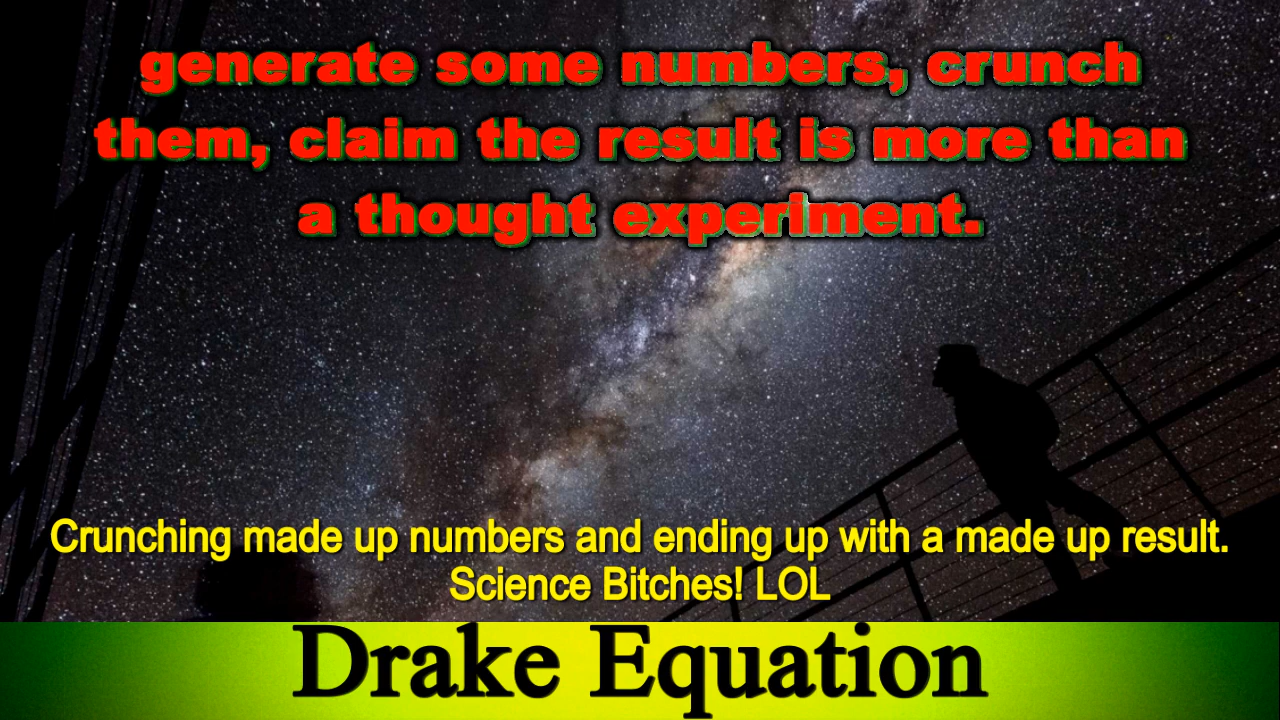 generate some numbers, crunch
them, claim the result is more than
a thought experiment.
Crunching made up numbers and ending up with a made up result.
Science Bitches! LOL
Drake Equation